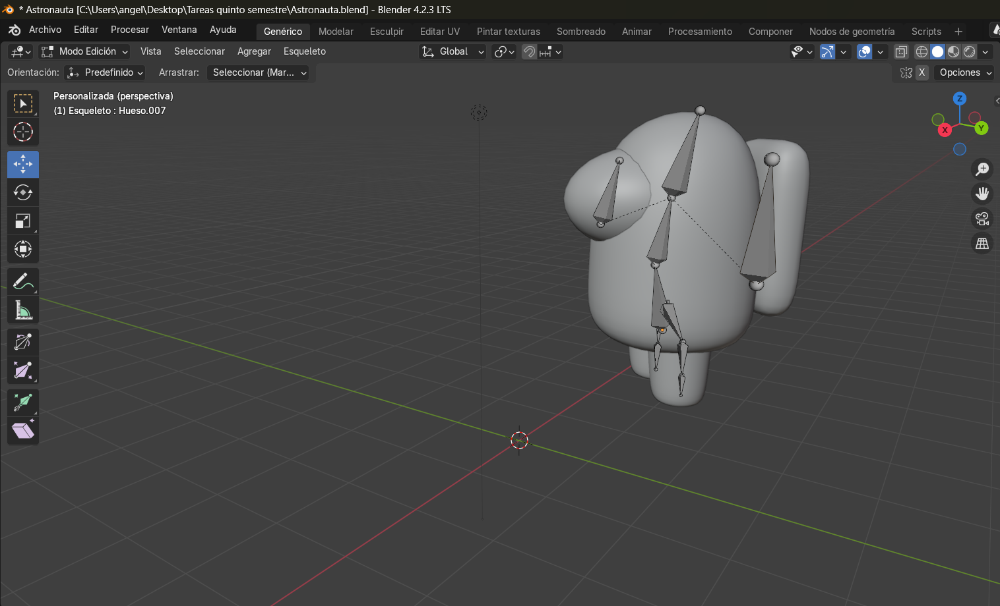 * Astronauta [C:\Users\angel\Desktop\Tareas quinto semestre\Astronauta.blend] - Blender 4.2.3 LTS
Archivo Editar Procesar Ventana Ayuda Genérico Modelar Esculpir Editar UV Pintar texturas Sombreado Animar Procesamiento Componer Nodos de geometría Scripts +
Modo Edición Vista Seleccionar Agregar Esqueleto Global
Orientación: Predefinido Arrastrar: Seleccionar (Mar... X Opciones
Personalizada (perspectiva)
(1) Esqueleto : Hueso.007
Z
X Y